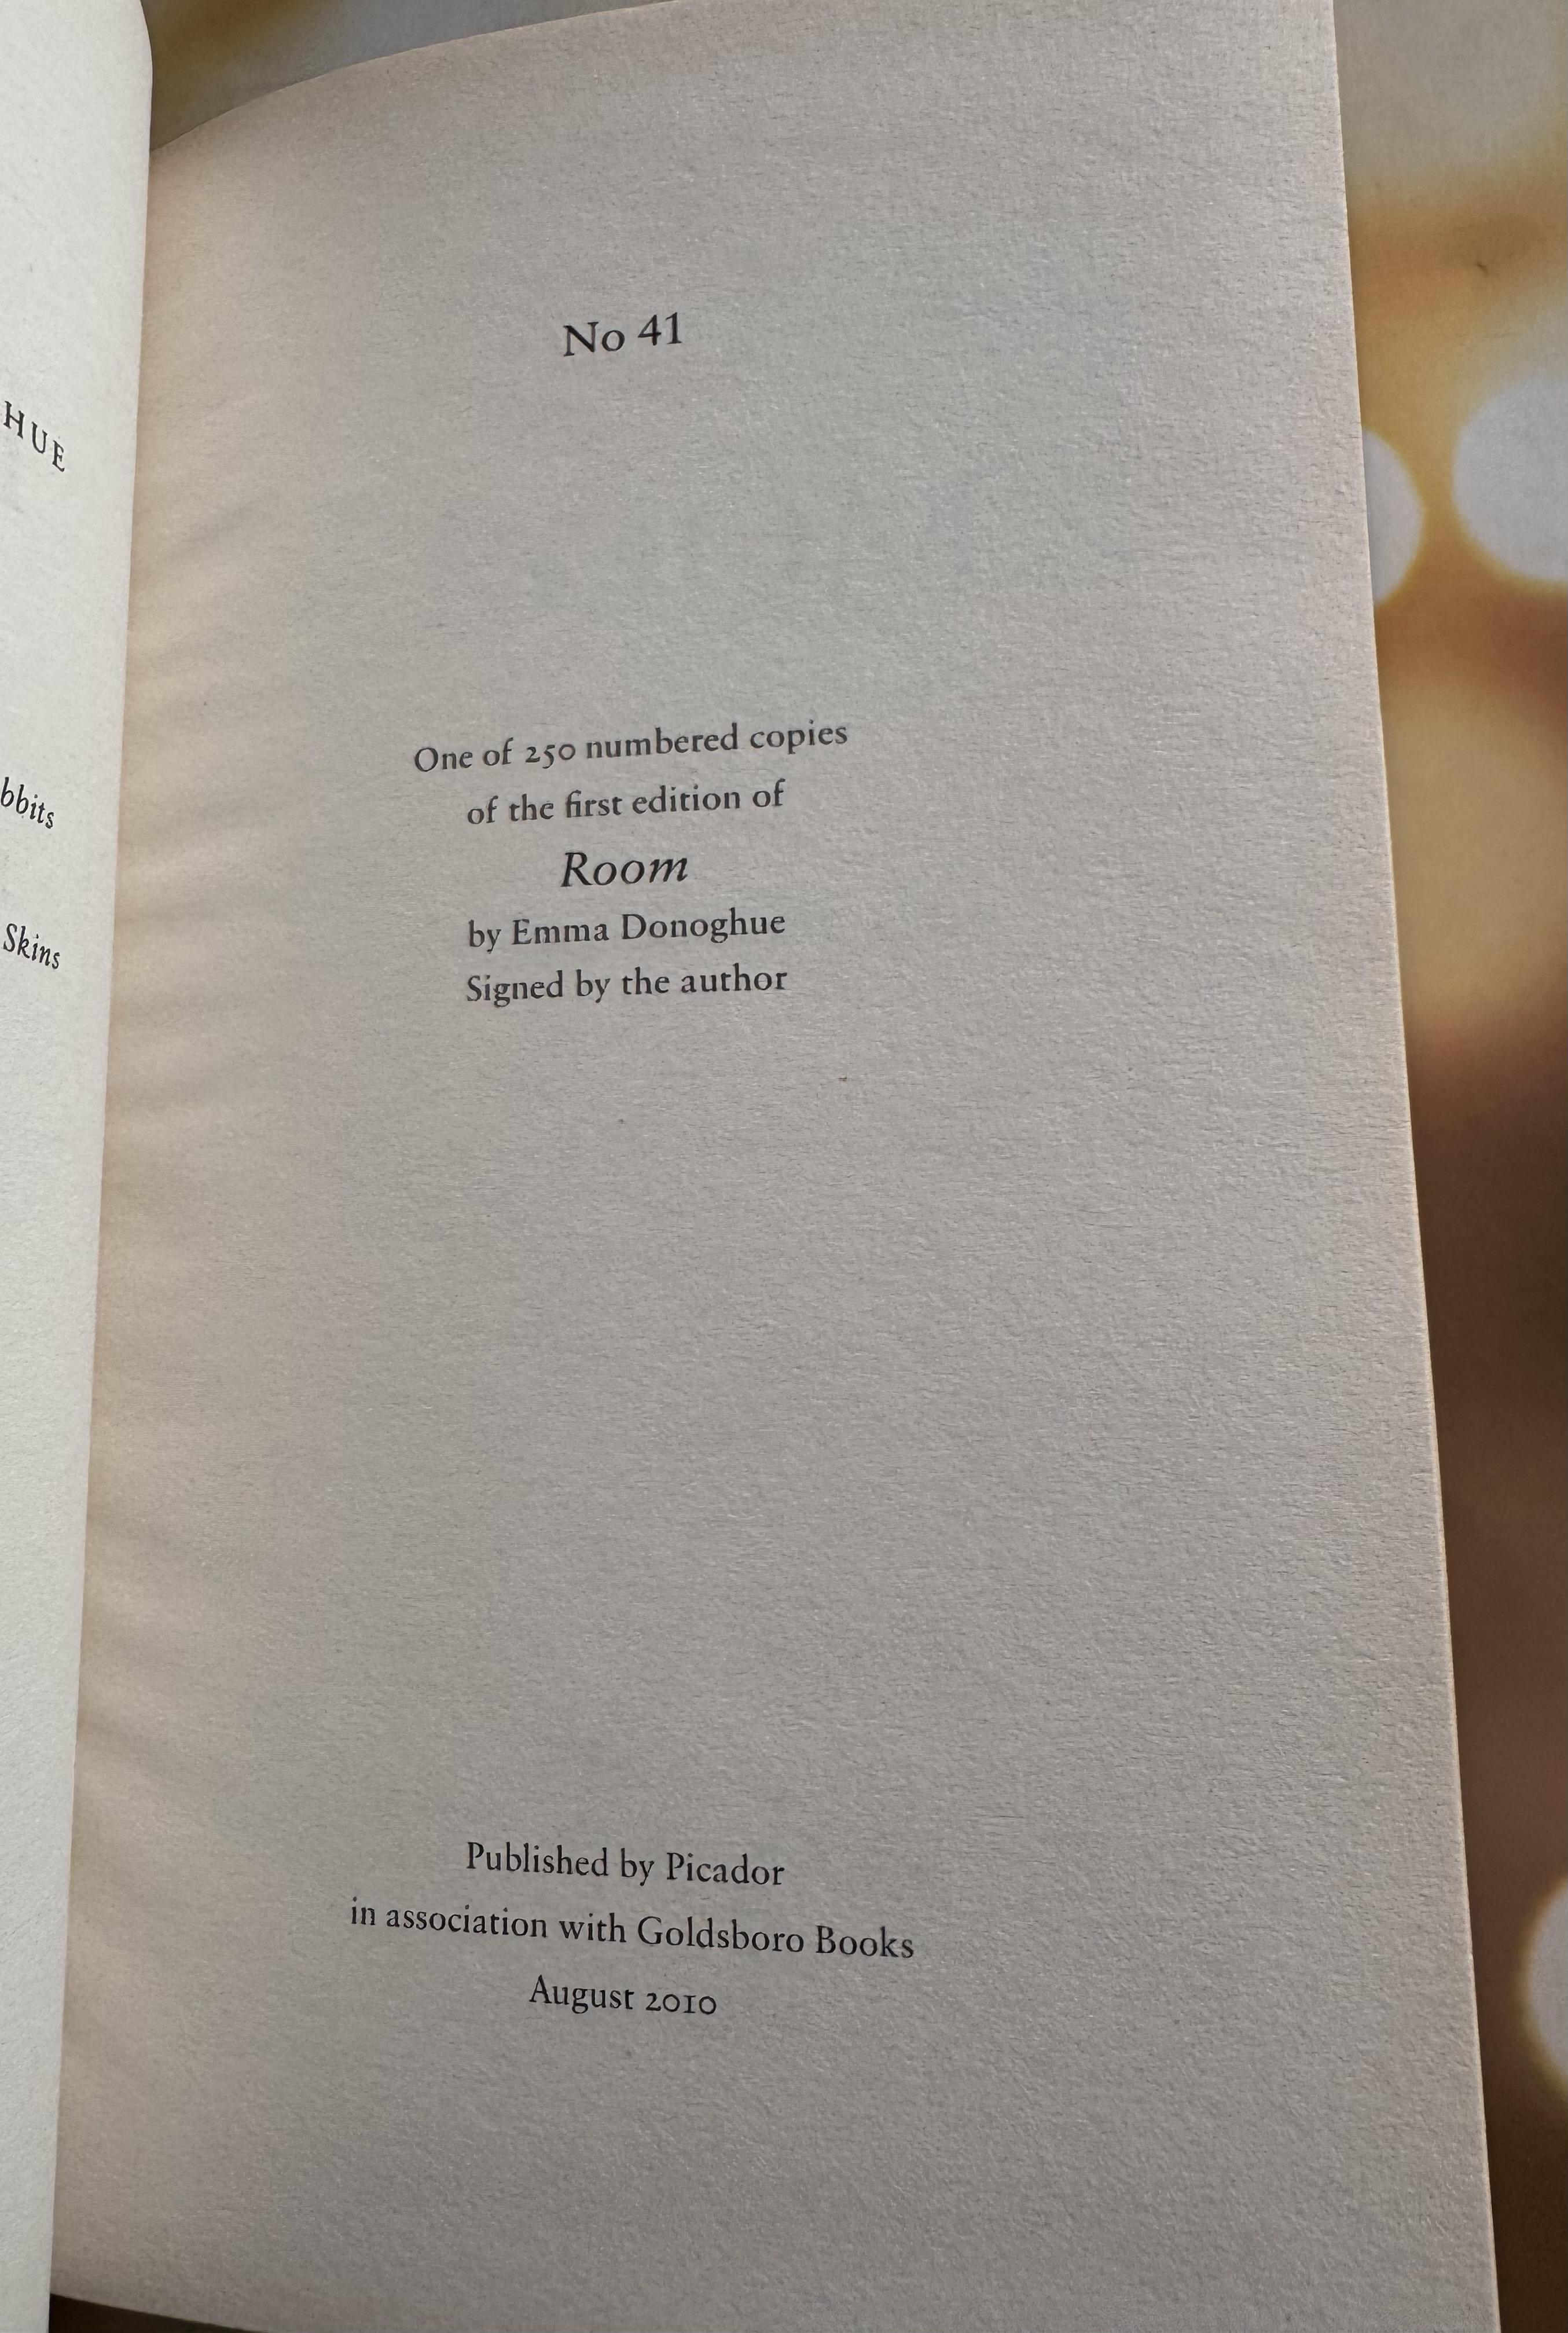 HUE
bbits
Skins
No 41
One of 250 numbered copies
of the first edition of
Room
by Emma Donoghue
Signed by the author
Published by Picador
in association with Goldsboro Books
August 2010